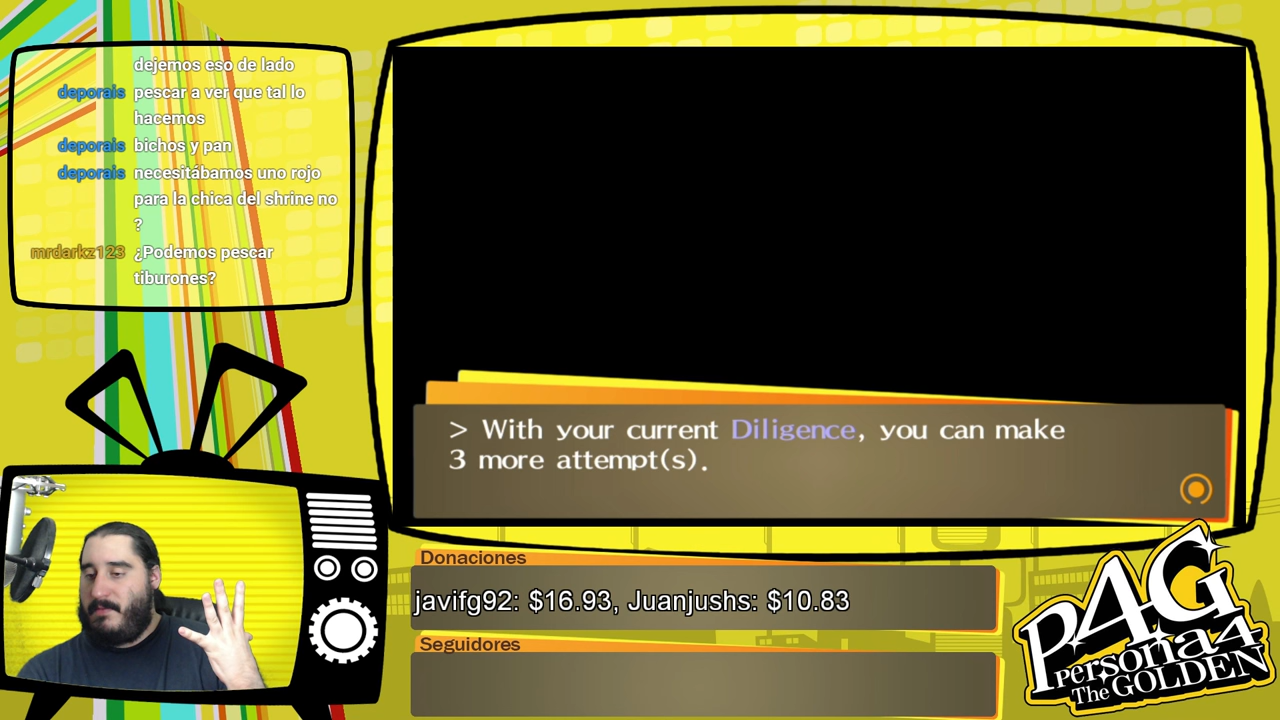 dejemos eso de lado
deporais pescar a ver que tal lo
hacemos
deporais bichos y pan
deporais necesitábamos uno rojo
para la chica del shrine no
?
mrdarkz123 ¿Podemos pescar
tiburones?
> With your current Diligence, you can make
3 more attempt(s).
Donaciones
javifg92: $16.93, Juanjushs: $10.83
Seguidores
P4G
Persona 4
The GOLDEN